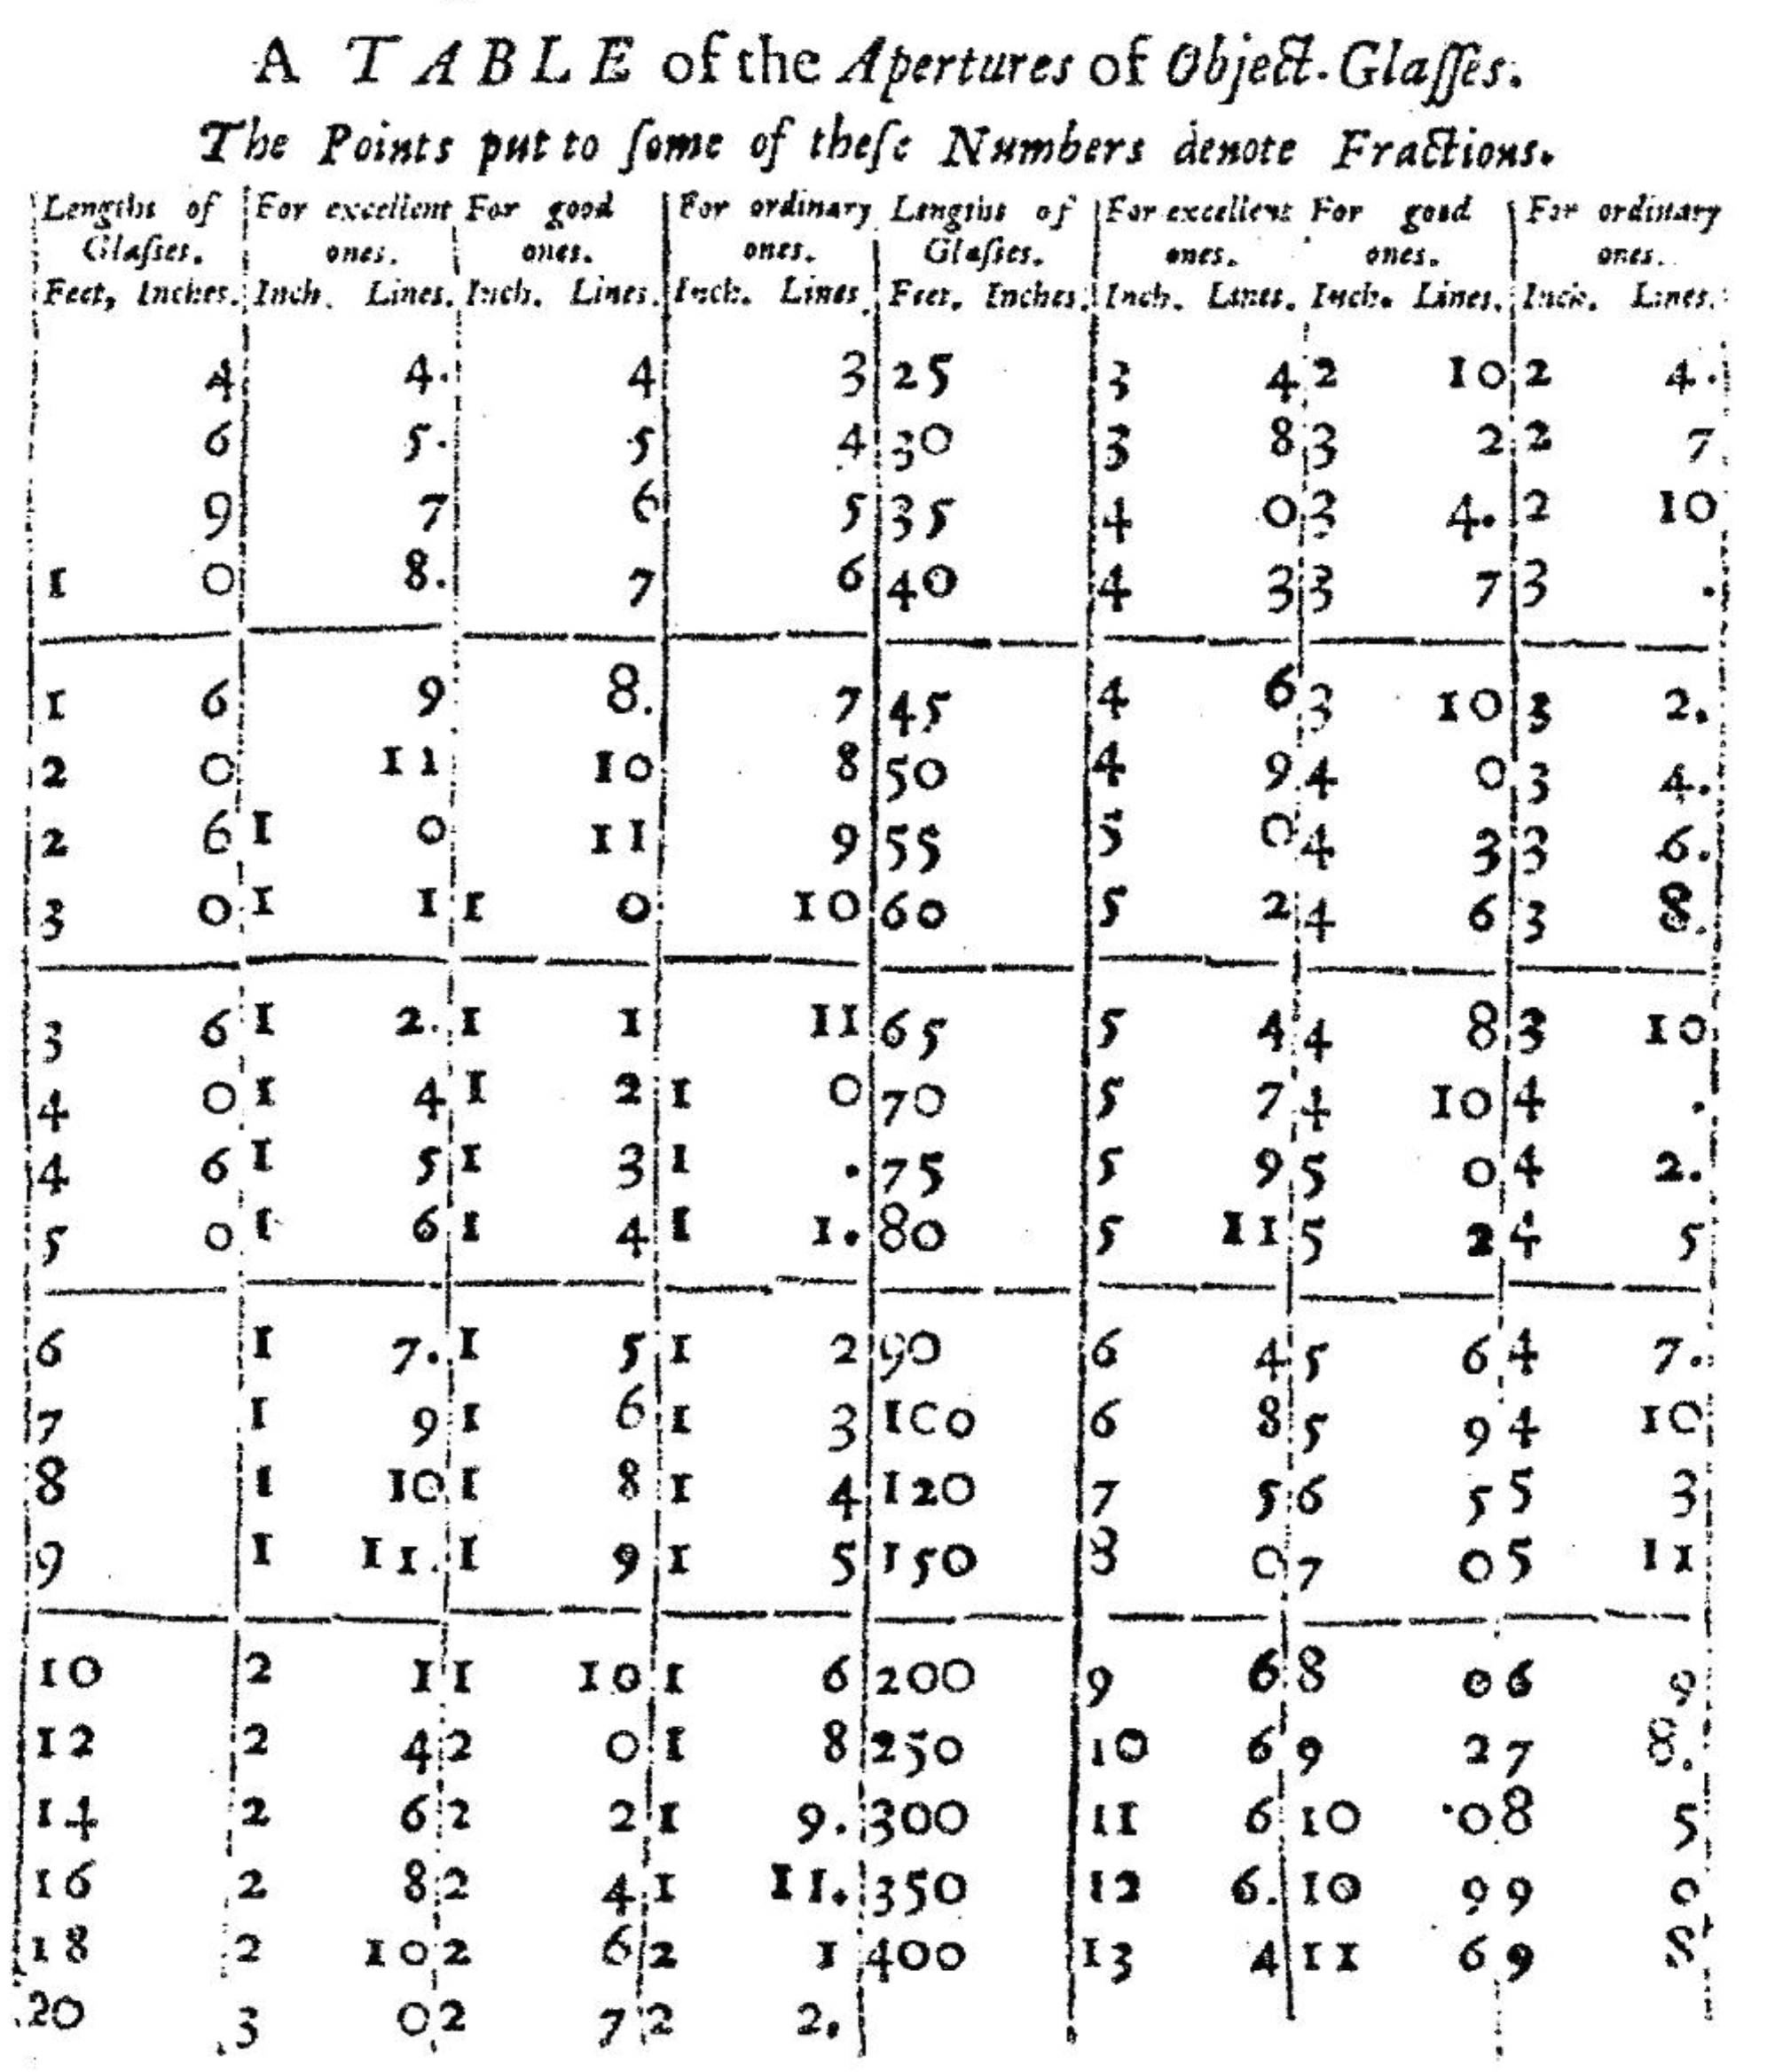 A TABLE of the Apertures of Object-Glaſſes.
The Points put to ſome of theſe Numbers denote Fractions.
Lengths of For excellent For good For ordinary Lengths of For excellent For good For ordinary
Glaſſes. ones. ones. ones. Glaſſes. ones. ones. ones.
Feet, Inches. Inch. Lines. Inch. Lines. Inch. Lines Feet, Inches. Inch. Lines. Inch. Lines. Inch. Lines.
4 4. 4 3 25 3 4 2 10 2 4.
6 5. 5 4 30 3 8 3 2 2 7
9 7 6 5 35 4 0 3 4. 2 10
1 0 8. 7 6 40 4 3 3 7 3 .
1 6 9 8. 7 45 4 6 3 10 3 2.
2 0 11 10 8 50 4 9 4 0 3 4.
2 6 1 0 11 9 55 5 0 4 3 3 6.
3 0 1 1 1 0 10 60 5 2 4 6 3 8.
3 6 1 2. 1 1 11 65 5 4 4 8 3 10
4 0 1 4 1 2 1 0 70 5 7 4 10 4 .
4 6 1 5 1 3 1 . 75 5 9 5 0 4 2.
5 0 1 6 1 4 1 1. 80 5 11 5 2 4 5
6 1 7. 1 5 1 2 90 6 4 5 6 4 7.
7 1 9 1 6 1 3 100 6 8 5 9 4 10
8 1 10 1 8 1 4 120 7 5 6 5 5 3
9 1 11. 1 9 1 5 150 8 0 7 0 5 11
10 2 1 1 10 1 6 200 9 6 8 0 6 9
12 2 4 2 0 1 8 250 10 6 9 2 7 8.
14 2 6 2 2 1 9. 300 11 6 10 0 8 5
16 2 8 2 4 1 11. 350 12 6. 10 9 9 0
18 2 10 2 6 2 1 400 13 4 11 6 9 8
20 3 0 2 7 2 2.